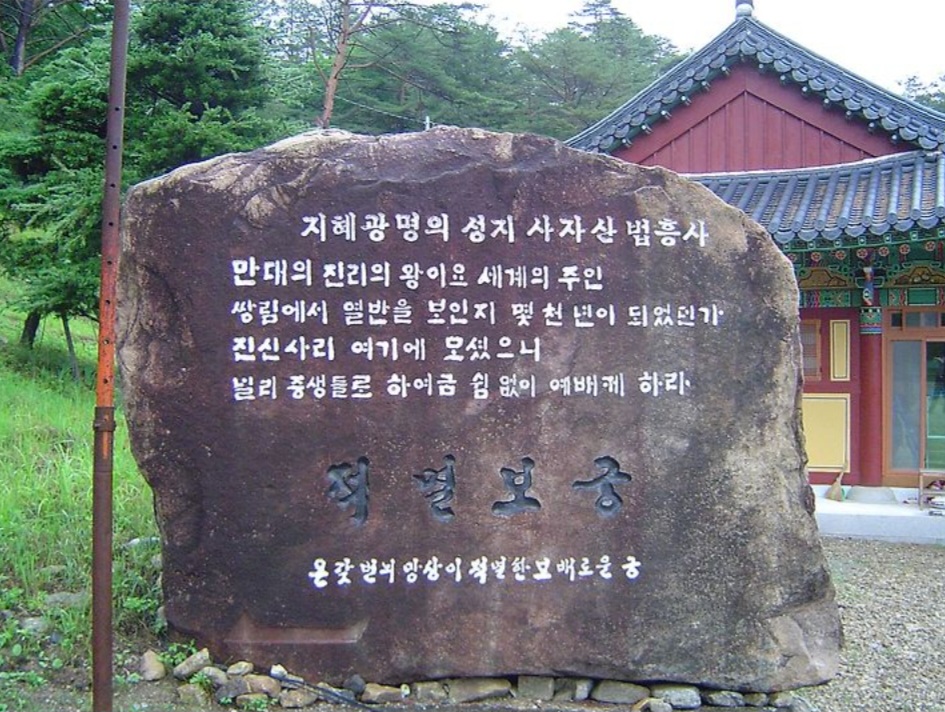 지혜광명의 성지 사자산 법흥사
만대의 진리의 왕이요 세계의 주인
쌍림에서 열반을 보인지 몇 천 년이 되었던가
진신사리 여기에 모셨으니
널리 중생들로 하여금 쉼 없이 예배케 하리
적멸보궁
온갖 번뇌 망상이 적멸한 보배로운 궁